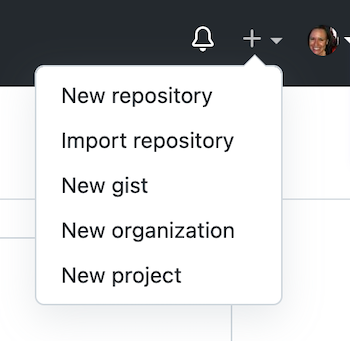 New repository
Import repository
New gist
New organization
New project